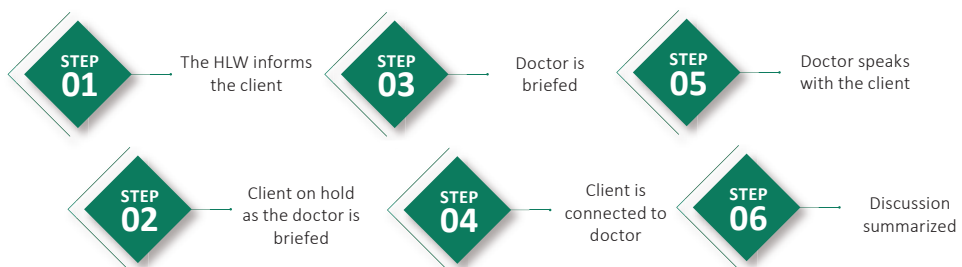 STEP
01
The HLW informs
the client
STEP
02
Client on hold
as the doctor is
briefed
STEP
03
Doctor is
briefed
STEP
04
Client is
connected to
doctor
STEP
05
Doctor speaks
with the client
STEP
06
Discussion
summarized